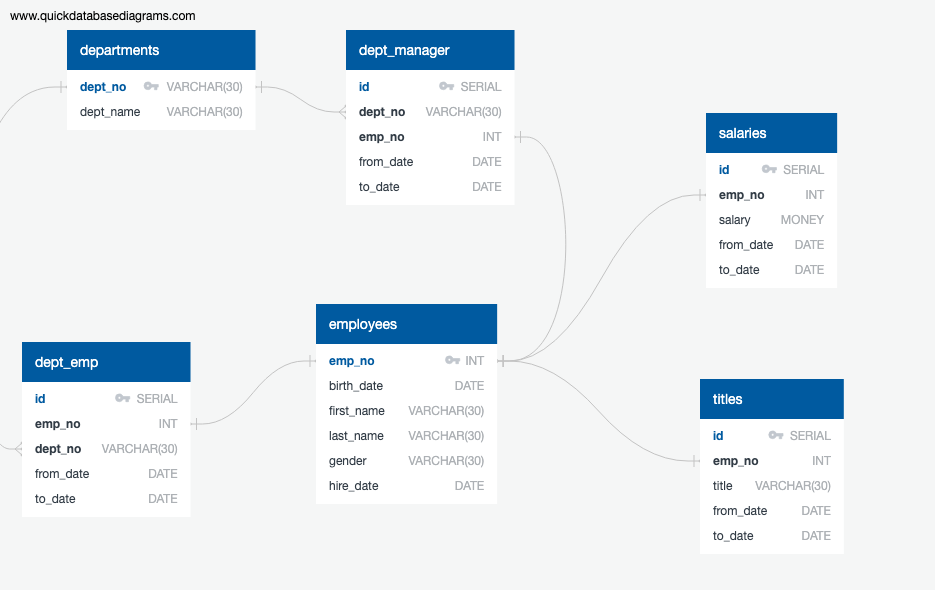 www.quickdatabasediagrams.com
departments
dept_no VARCHAR(30)
dept_name VARCHAR(30)
dept_manager
id SERIAL
dept_no VARCHAR(30)
emp_no INT
from_date DATE
to_date DATE
salaries
id SERIAL
emp_no INT
salary MONEY
from_date DATE
to_date DATE
employees
emp_no INT
birth_date DATE
first_name VARCHAR(30)
last_name VARCHAR(30)
gender VARCHAR(30)
hire_date DATE
dept_emp
id SERIAL
emp_no INT
dept_no VARCHAR(30)
from_date DATE
to_date DATE
titles
id SERIAL
emp_no INT
title VARCHAR(30)
from_date DATE
to_date DATE